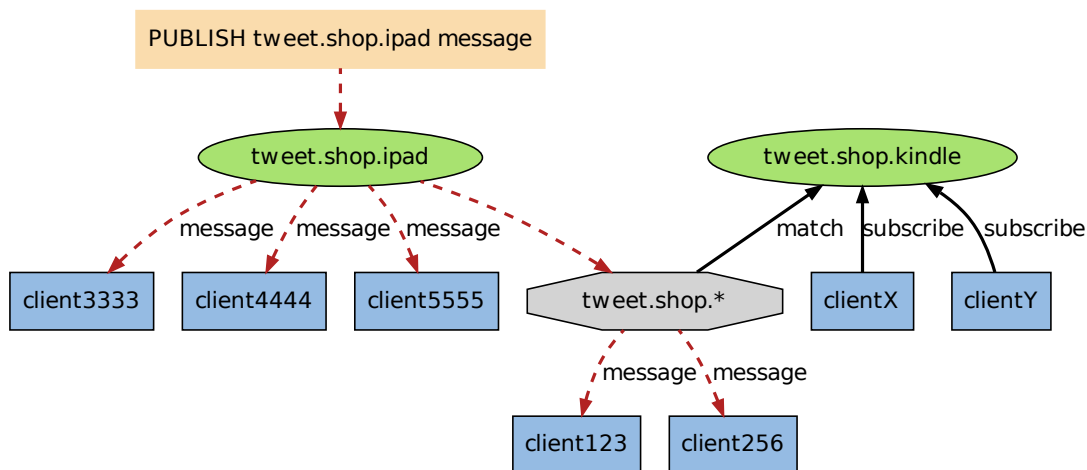 PUBLISH tweet.shop.ipad message
tweet.shop.ipad
tweet.shop.kindle
message
message
message
match
subscribe
subscribe
client3333
client4444
client5555
tweet.shop.*
clientX
clientY
message
message
client123
client256